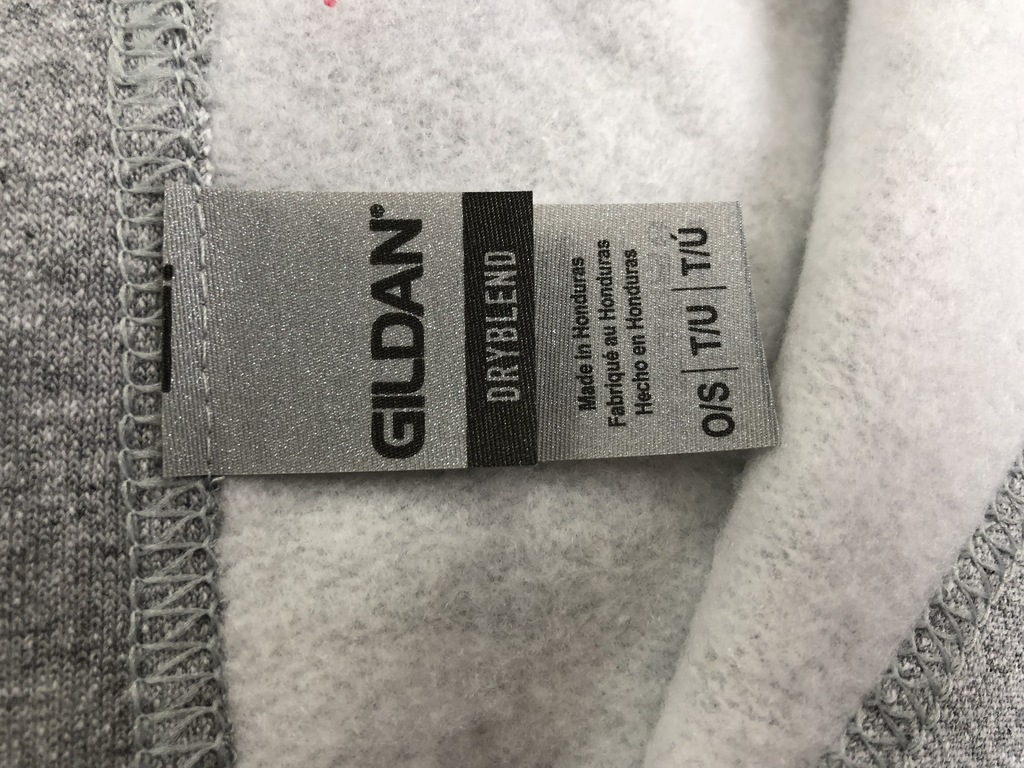 GILDAN®
DRYBLEND
Made in Honduras
Fabriqué au Honduras
Hecho en Honduras
O/S | T/U | T/Ú